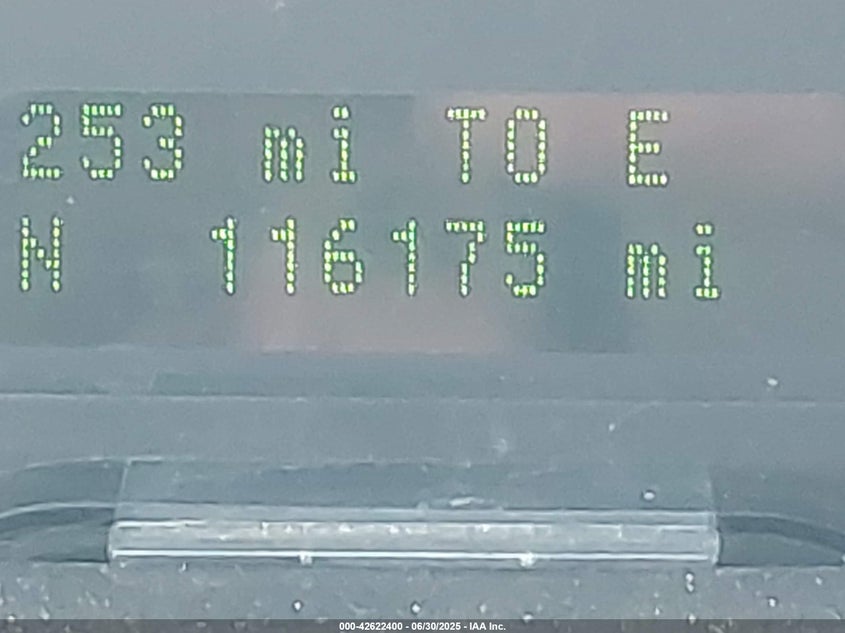 253 mi TO E
N 116175 mi
000-42622400 - 06/30/2025 - IAA Inc.